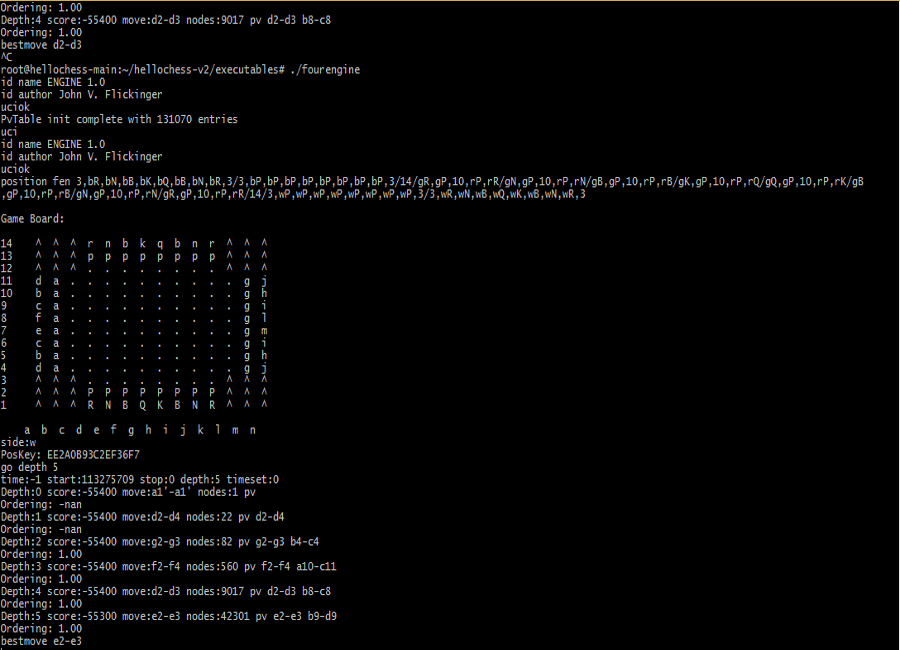 Ordering: 1.00
Depth:4 score:-55400 move:d2-d3 nodes:9017 pv d2-d3 b8-c8
Ordering: 1.00
bestmove d2-d3
^C
root@hellochess-main:~/hellochess-v2/executables# ./fourengine
id name ENGINE 1.0
id author John V. Flickinger
uciok
PvTable init complete with 131070 entries
uci
id name ENGINE 1.0
id author John V. Flickinger
uciok
position fen 3,bR,bN,bB,bK,bQ,bB,bN,bR,3/3,bP,bP,bP,bP,bP,bP,bP,bP,3/14/gR,gP,10,rP,rR/gN,gP,10,rP,rN/gB,gP,10,rP,rB/gK,gP,10,rP,rQ/gQ,gP,10,rP,rK/gB
,gP,10,rP,rB/gN,gP,10,rP,rN/gR,gP,10,rP,rR/14/3,wP,wP,wP,wP,wP,wP,wP,wP,3/3,wR,wN,wB,wQ,wK,wB,wN,wR,3
Game Board:
14 ^ ^ ^ r n b k q b n r ^ ^ ^
13 ^ ^ ^ p p p p p p p p ^ ^ ^
12 ^ ^ ^ . . . . . . . . ^ ^ ^
11 d a . . . . . . . . . . g j
10 b a . . . . . . . . . . g h
9 c a . . . . . . . . . . g i
8 f a . . . . . . . . . . g l
7 e a . . . . . . . . . . g m
6 c a . . . . . . . . . . g i
5 b a . . . . . . . . . . g h
4 d a . . . . . . . . . . g j
3 ^ ^ ^ . . . . . . . . ^ ^ ^
2 ^ ^ ^ P P P P P P P P ^ ^ ^
1 ^ ^ ^ R N B Q K B N R ^ ^ ^
a b c d e f g h i j k l m n
side:w
PosKey: EE2A0B93C2EF36F7
go depth 5
time:-1 start:113275709 stop:0 depth:5 timeset:0
Depth:0 score:-55400 move:a1'-a1' nodes:1 pv
Ordering: -nan
Depth:1 score:-55400 move:d2-d4 nodes:22 pv d2-d4
Ordering: -nan
Depth:2 score:-55400 move:g2-g3 nodes:82 pv g2-g3 b4-c4
Ordering: 1.00
Depth:3 score:-55400 move:f2-f4 nodes:560 pv f2-f4 a10-c11
Ordering: 1.00
Depth:4 score:-55400 move:d2-d3 nodes:9017 pv d2-d3 b8-c8
Ordering: 1.00
Depth:5 score:-55300 move:e2-e3 nodes:42301 pv e2-e3 b9-d9
Ordering: 1.00
bestmove e2-e3